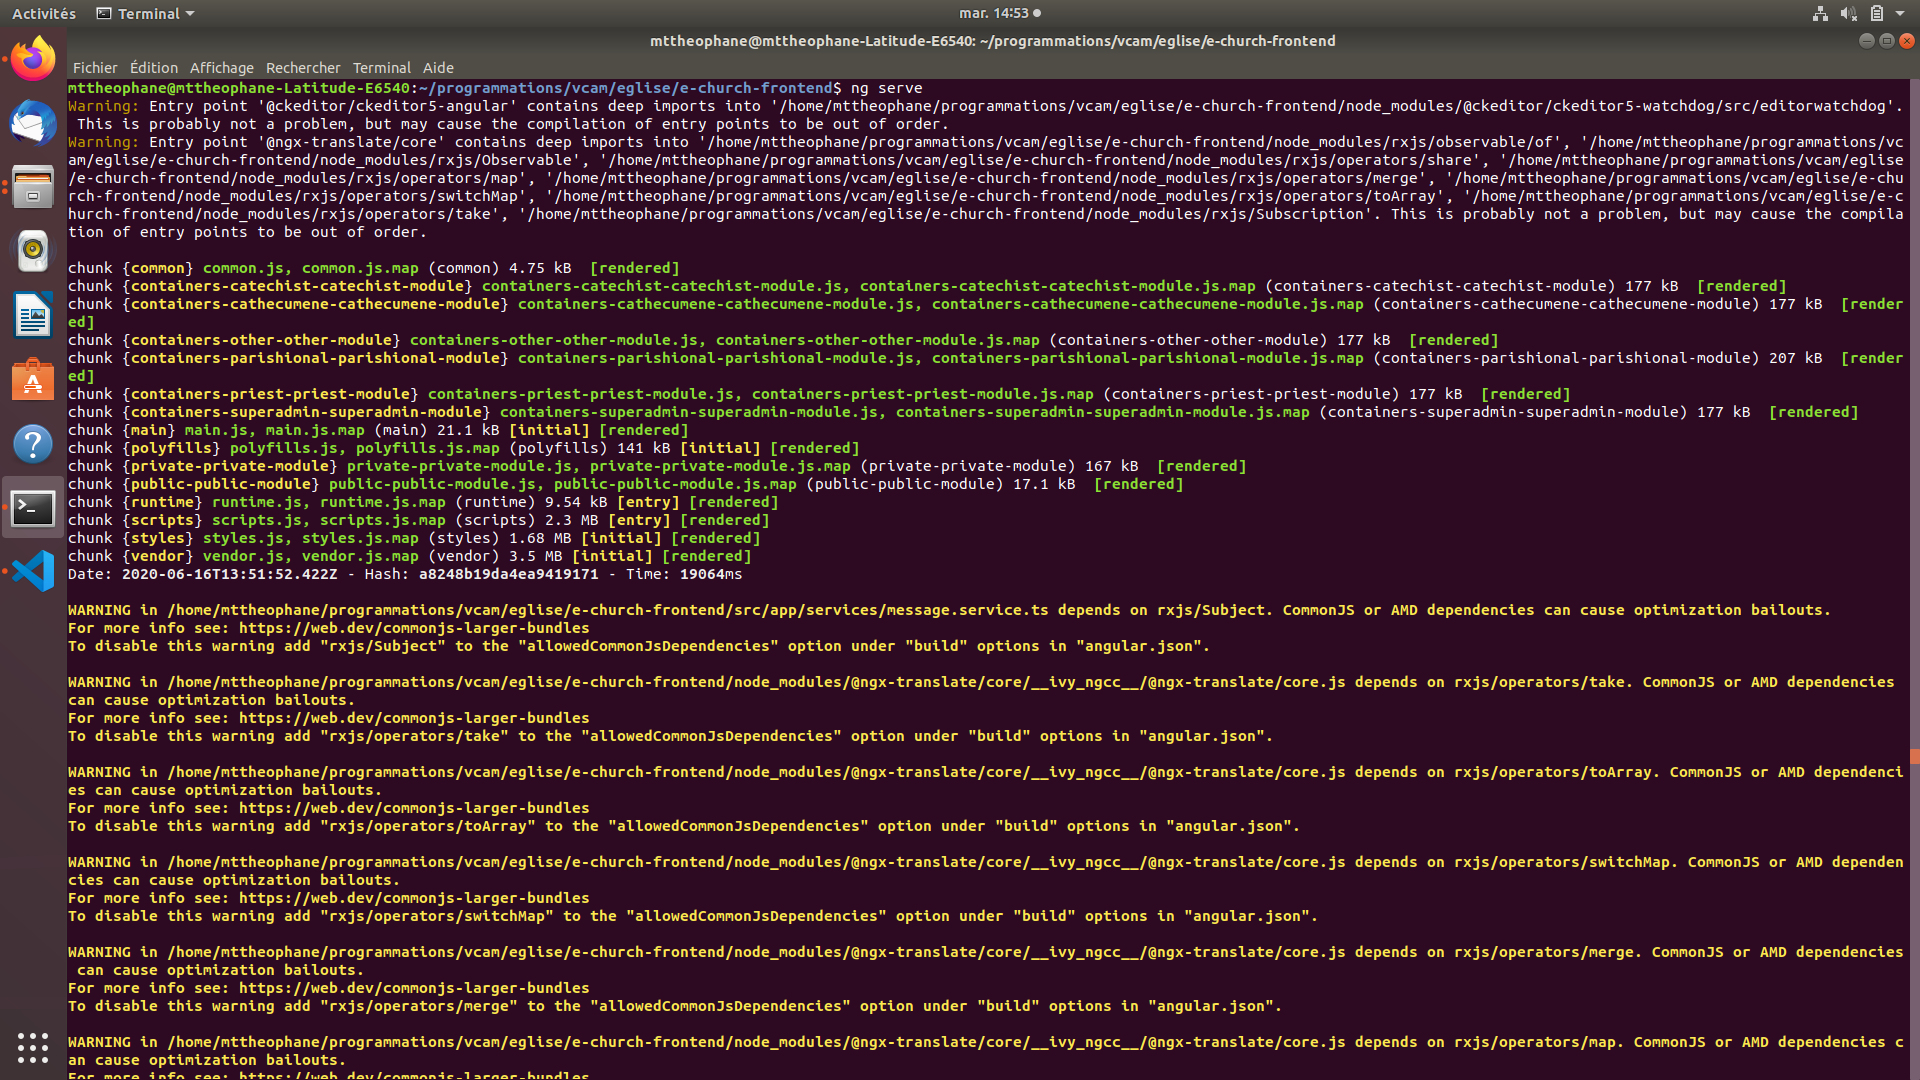 Activités Terminal mar. 14:53
mttheophane@mttheophane-Latitude-E6540: ~/programmations/vcam/eglise/e-church-frontend
Fichier Édition Affichage Rechercher Terminal Aide
mttheophane@mttheophane-Latitude-E6540:~/programmations/vcam/eglise/e-church-frontend$ ng serve
Warning: Entry point '@ckeditor/ckeditor5-angular' contains deep imports into '/home/mttheophane/programmations/vcam/eglise/e-church-frontend/node_modules/@ckeditor/ckeditor5-watchdog/src/editorwatchdog'.
 This is probably not a problem, but may cause the compilation of entry points to be out of order.
Warning: Entry point '@ngx-translate/core' contains deep imports into '/home/mttheophane/programmations/vcam/eglise/e-church-frontend/node_modules/rxjs/observable/of', '/home/mttheophane/programmations/vc
am/eglise/e-church-frontend/node_modules/rxjs/Observable', '/home/mttheophane/programmations/vcam/eglise/e-church-frontend/node_modules/rxjs/operators/share', '/home/mttheophane/programmations/vcam/eglise
/e-church-frontend/node_modules/rxjs/operators/map', '/home/mttheophane/programmations/vcam/eglise/e-church-frontend/node_modules/rxjs/operators/merge', '/home/mttheophane/programmations/vcam/eglise/e-chu
rch-frontend/node_modules/rxjs/operators/switchMap', '/home/mttheophane/programmations/vcam/eglise/e-church-frontend/node_modules/rxjs/operators/toArray', '/home/mttheophane/programmations/vcam/eglise/e-c
hurch-frontend/node_modules/rxjs/operators/take', '/home/mttheophane/programmations/vcam/eglise/e-church-frontend/node_modules/rxjs/Subscription'. This is probably not a problem, but may cause the compila
tion of entry points to be out of order.
chunk {common} common.js, common.js.map (common) 4.75 kB  [rendered]
chunk {containers-catechist-catechist-module} containers-catechist-catechist-module.js, containers-catechist-catechist-module.js.map (containers-catechist-catechist-module) 177 kB  [rendered]
chunk {containers-cathecumene-cathecumene-module} containers-cathecumene-cathecumene-module.js, containers-cathecumene-cathecumene-module.js.map (containers-cathecumene-cathecumene-module) 177 kB  [render
ed]
chunk {containers-other-other-module} containers-other-other-module.js, containers-other-other-module.js.map (containers-other-other-module) 177 kB  [rendered]
chunk {containers-parishional-parishional-module} containers-parishional-parishional-module.js, containers-parishional-parishional-module.js.map (containers-parishional-parishional-module) 207 kB  [render
ed]
chunk {containers-priest-priest-module} containers-priest-priest-module.js, containers-priest-priest-module.js.map (containers-priest-priest-module) 177 kB  [rendered]
chunk {containers-superadmin-superadmin-module} containers-superadmin-superadmin-module.js, containers-superadmin-superadmin-module.js.map (containers-superadmin-superadmin-module) 177 kB  [rendered]
chunk {main} main.js, main.js.map (main) 21.1 kB [initial] [rendered]
chunk {polyfills} polyfills.js, polyfills.js.map (polyfills) 141 kB [initial] [rendered]
chunk {private-private-module} private-private-module.js, private-private-module.js.map (private-private-module) 167 kB  [rendered]
chunk {public-public-module} public-public-module.js, public-public-module.js.map (public-public-module) 17.1 kB  [rendered]
chunk {runtime} runtime.js, runtime.js.map (runtime) 9.54 kB [entry] [rendered]
chunk {scripts} scripts.js, scripts.js.map (scripts) 2.3 MB [entry] [rendered]
chunk {styles} styles.js, styles.js.map (styles) 1.68 MB [initial] [rendered]
chunk {vendor} vendor.js, vendor.js.map (vendor) 3.5 MB [initial] [rendered]
Date: 2020-06-16T13:51:52.422Z - Hash: a8248b19da4ea9419171 - Time: 19064ms
WARNING in /home/mttheophane/programmations/vcam/eglise/e-church-frontend/src/app/services/message.service.ts depends on rxjs/Subject. CommonJS or AMD dependencies can cause optimization bailouts.
For more info see: https://web.dev/commonjs-larger-bundles
To disable this warning add "rxjs/Subject" to the "allowedCommonJsDependencies" option under "build" options in "angular.json".
WARNING in /home/mttheophane/programmations/vcam/eglise/e-church-frontend/node_modules/@ngx-translate/core/__ivy_ngcc__/@ngx-translate/core.js depends on rxjs/operators/take. CommonJS or AMD dependencies 
can cause optimization bailouts.
For more info see: https://web.dev/commonjs-larger-bundles
To disable this warning add "rxjs/operators/take" to the "allowedCommonJsDependencies" option under "build" options in "angular.json".
WARNING in /home/mttheophane/programmations/vcam/eglise/e-church-frontend/node_modules/@ngx-translate/core/__ivy_ngcc__/@ngx-translate/core.js depends on rxjs/operators/toArray. CommonJS or AMD dependenci
es can cause optimization bailouts.
For more info see: https://web.dev/commonjs-larger-bundles
To disable this warning add "rxjs/operators/toArray" to the "allowedCommonJsDependencies" option under "build" options in "angular.json".
WARNING in /home/mttheophane/programmations/vcam/eglise/e-church-frontend/node_modules/@ngx-translate/core/__ivy_ngcc__/@ngx-translate/core.js depends on rxjs/operators/switchMap. CommonJS or AMD dependen
cies can cause optimization bailouts.
For more info see: https://web.dev/commonjs-larger-bundles
To disable this warning add "rxjs/operators/switchMap" to the "allowedCommonJsDependencies" option under "build" options in "angular.json".
WARNING in /home/mttheophane/programmations/vcam/eglise/e-church-frontend/node_modules/@ngx-translate/core/__ivy_ngcc__/@ngx-translate/core.js depends on rxjs/operators/merge. CommonJS or AMD dependencies
 can cause optimization bailouts.
For more info see: https://web.dev/commonjs-larger-bundles
To disable this warning add "rxjs/operators/merge" to the "allowedCommonJsDependencies" option under "build" options in "angular.json".
WARNING in /home/mttheophane/programmations/vcam/eglise/e-church-frontend/node_modules/@ngx-translate/core/__ivy_ngcc__/@ngx-translate/core.js depends on rxjs/operators/map. CommonJS or AMD dependencies c
an cause optimization bailouts.
For more info see: https://web.dev/commonjs-larger-bundles